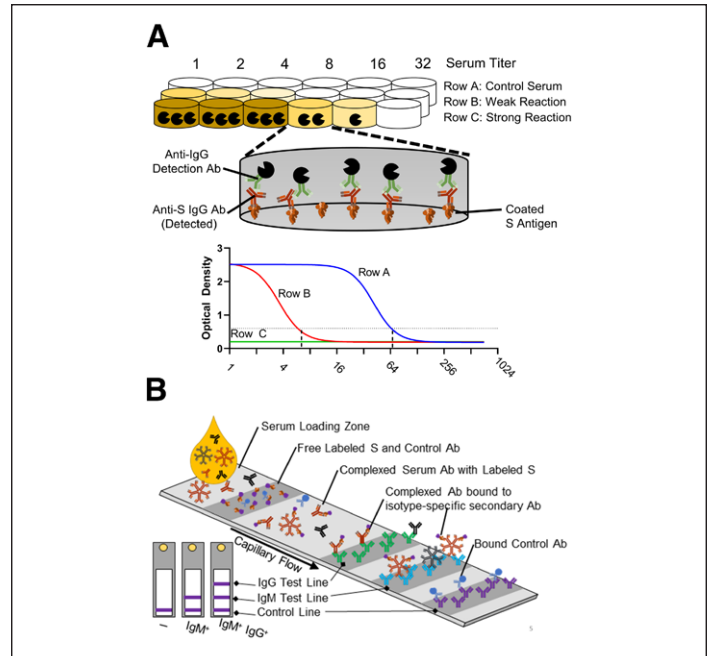 A
1 2 4 8 16 32 Serum Titer
Row A: Control Serum
Row B: Weak Reaction
Row C: Strong Reaction
Anti-IgG
Detection Ab
Anti-S IgG Ab
(Detected)
Coated
S Antigen
Optical Density
3
2
1
0
Row A
Row B
Row C
1 4 16 64 256 1024
B
Serum Loading Zone
Free Labeled S and Control Ab
Complexed Serum Ab with Labeled S
Complexed Ab bound to
isotype-specific secondary Ab
Bound Control Ab
Capillary Flow
IgG Test Line
IgM Test Line
Control Line
– IgM⁺ IgM⁺ IgG⁺
s